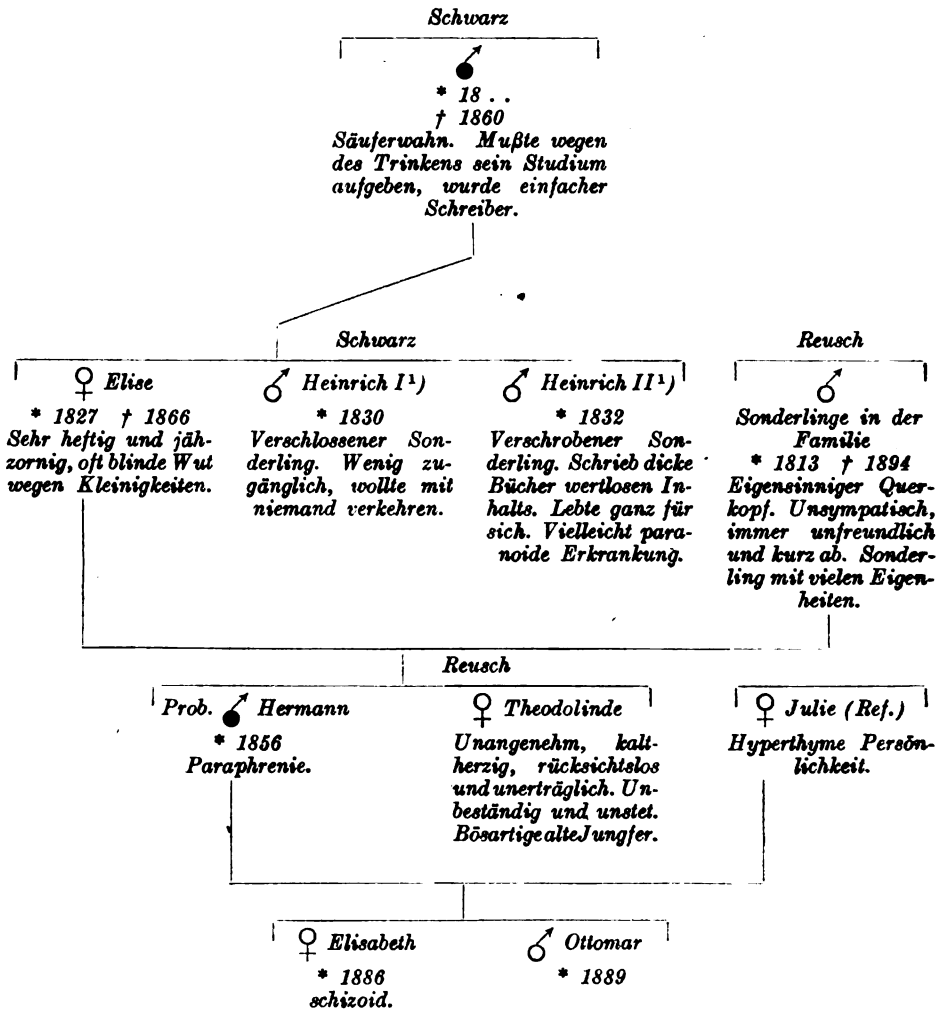 Schwarz
* 18 . .
† 1860
Säuferwahn. Mußte wegen
des Trinkens sein Studium
aufgeben, wurde einfacher
Schreiber.
Schwarz
Elise
* 1827 † 1866
Sehr heftig und jäh-
zornig, oft blinde Wut
wegen Kleinigkeiten.
Heinrich I¹)
* 1830
Verschlossener Son-
derling. Wenig zu-
gänglich, wollte mit
niemand verkehren.
Heinrich II¹)
* 1832
Verschrobener Son-
derling. Schrieb dicke
Bücher wertlosen In-
halts. Lebte ganz für
sich. Vielleicht para-
noide Erkrankung.
Reusch
Sonderlinge in der
Familie
* 1813 † 1894
Eigensinniger Quer-
kopf. Unsympatisch,
immer unfreundlich
und kurz ab. Sonder-
ling mit vielen Eigen-
heiten.
Reusch
Prob. Hermann
* 1856
Paraphrenie.
Theodolinde
Unangenehm, kalt-
herzig, rücksichtslos
und unerträglich. Un-
beständig und unstet.
Bösartige alte Jungfer.
Julie (Ref.)
Hyperthyme Persön-
lichkeit.
Elisabeth
* 1886
schizoid.
Ottomar
* 1889